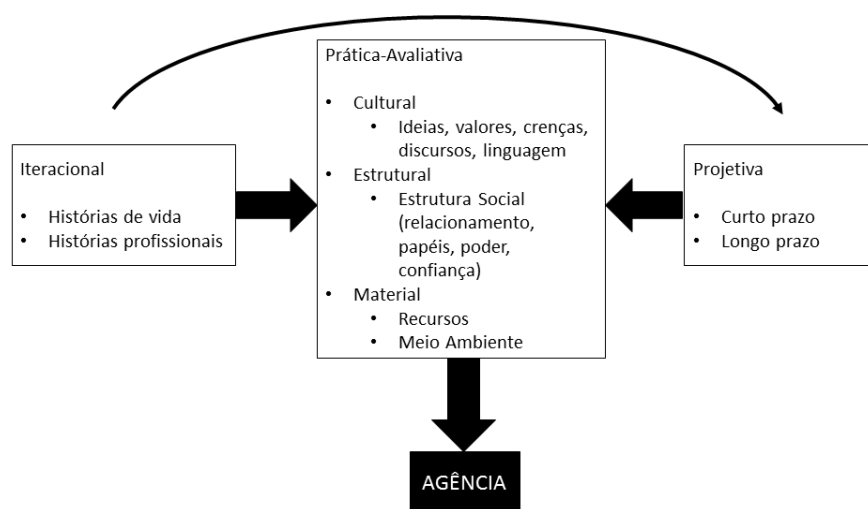 Iteracional
• Histórias de vida
• Histórias profissionais
Prática-Avaliativa
• Cultural
• Ideias, valores, crenças,
discursos, linguagem
• Estrutural
• Estrutura Social
(relacionamento,
papéis, poder,
confiança)
• Material
• Recursos
• Meio Ambiente
Projetiva
• Curto prazo
• Longo prazo
AGÊNCIA